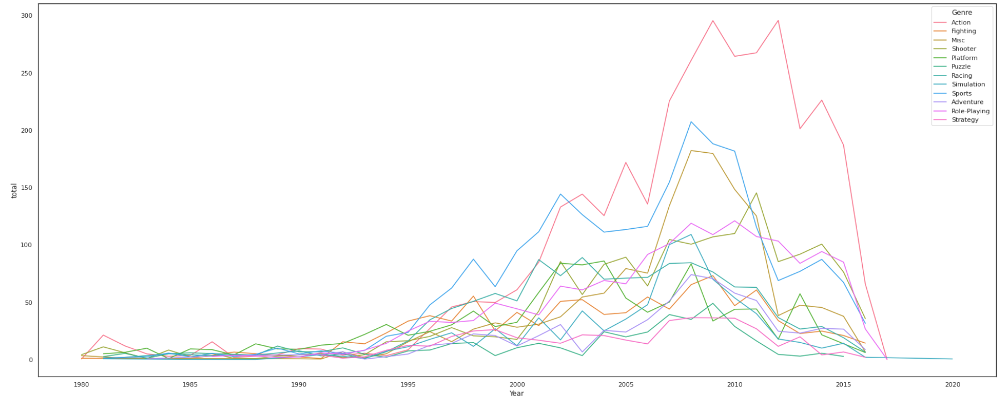 300
250
200
150
100
50
0
total
1980
1985
1990
1995
2000
2005
2010
2015
2020
Year
Genre
Action
Fighting
Misc
Shooter
Platform
Puzzle
Racing
Simulation
Sports
Adventure
Role-Playing
Strategy